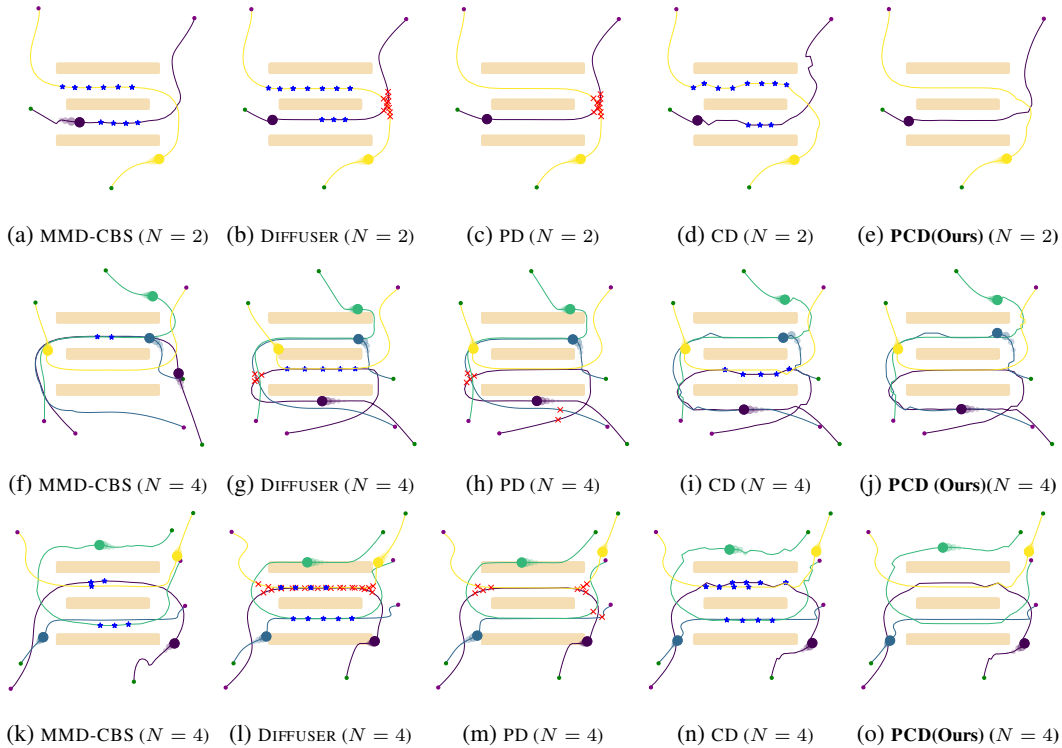 (a) MMD-CBS (N = 2) (b) DIFFUSER (N = 2) (c) PD (N = 2) (d) CD (N = 2) (e) PCD(Ours) (N = 2)
(f) MMD-CBS (N = 4) (g) DIFFUSER (N = 4) (h) PD (N = 4) (i) CD (N = 4) (j) PCD (Ours)(N = 4)
(k) MMD-CBS (N = 4) (l) DIFFUSER (N = 4) (m) PD (N = 4) (n) CD (N = 4) (o) PCD(Ours) (N = 4)